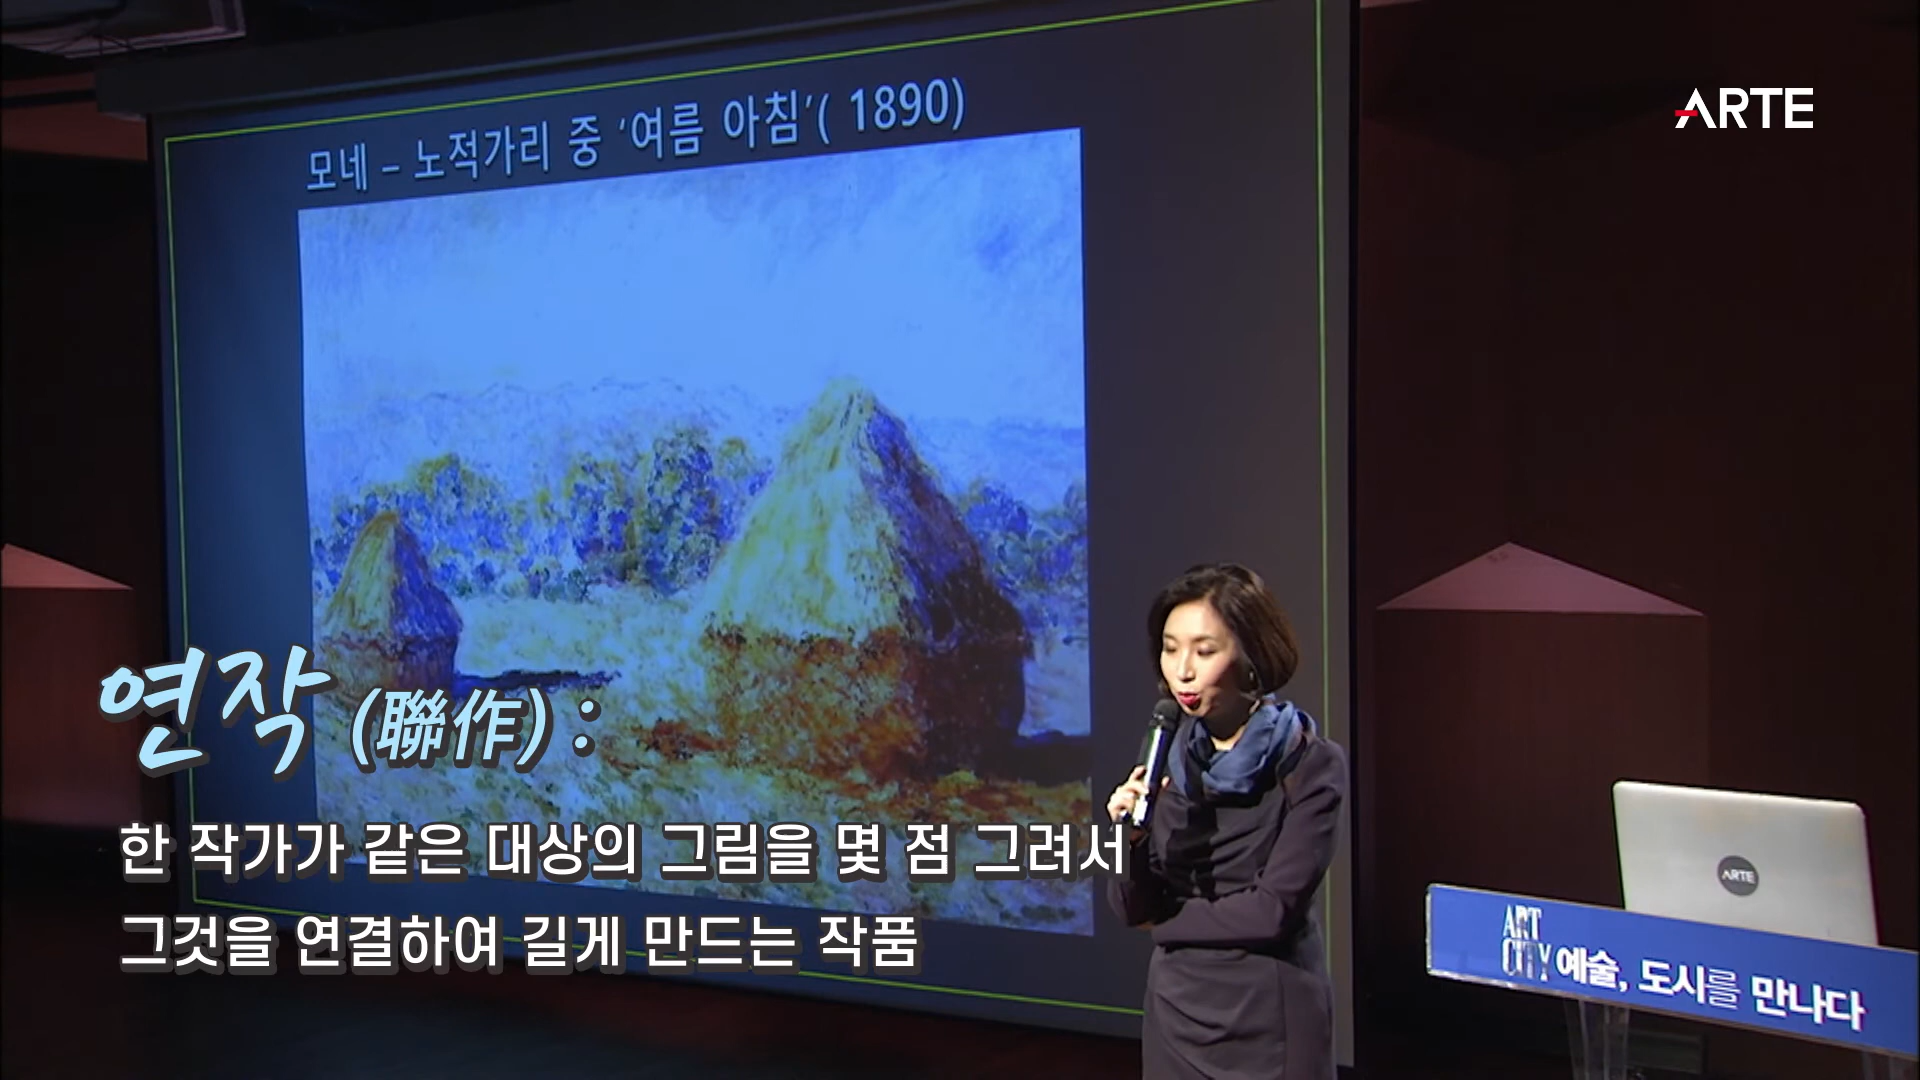 ARTE
모네 – 노적가리 중 ‘여름 아침’( 1890)
연작 (聯作) :
한 작가가 같은 대상의 그림을 몇 점 그려서
그것을 연결하여 길게 만드는 작품
ARTE
ART
CITY 예술, 도시를 만나다